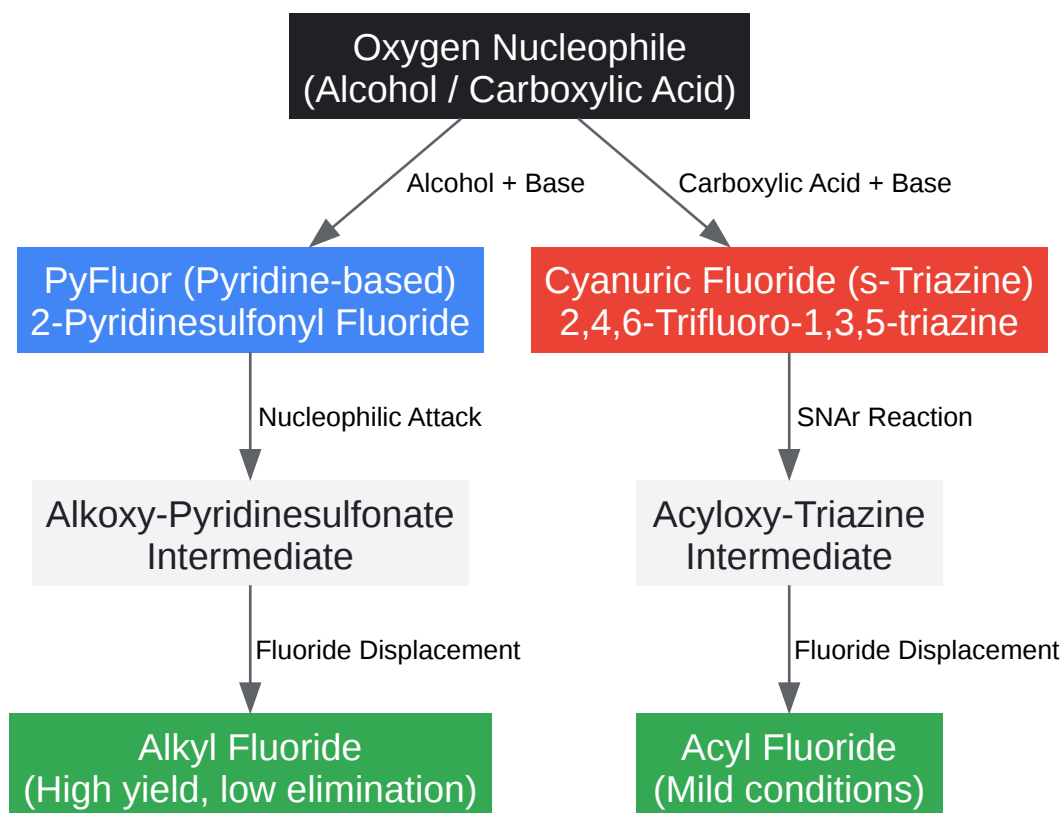 Oxygen Nucleophile
(Alcohol / Carboxylic Acid)
Alcohol + Base
Carboxylic Acid + Base
PyFluor (Pyridine-based)
2-Pyridinesulfonyl Fluoride
Cyanuric Fluoride (s-Triazine)
2,4,6-Trifluoro-1,3,5-triazine
Nucleophilic Attack
SNAr Reaction
Alkoxy-Pyridinesulfonate
Intermediate
Acyloxy-Triazine
Intermediate
Fluoride Displacement
Fluoride Displacement
Alkyl Fluoride
(High yield, low elimination)
Acyl Fluoride
(Mild conditions)